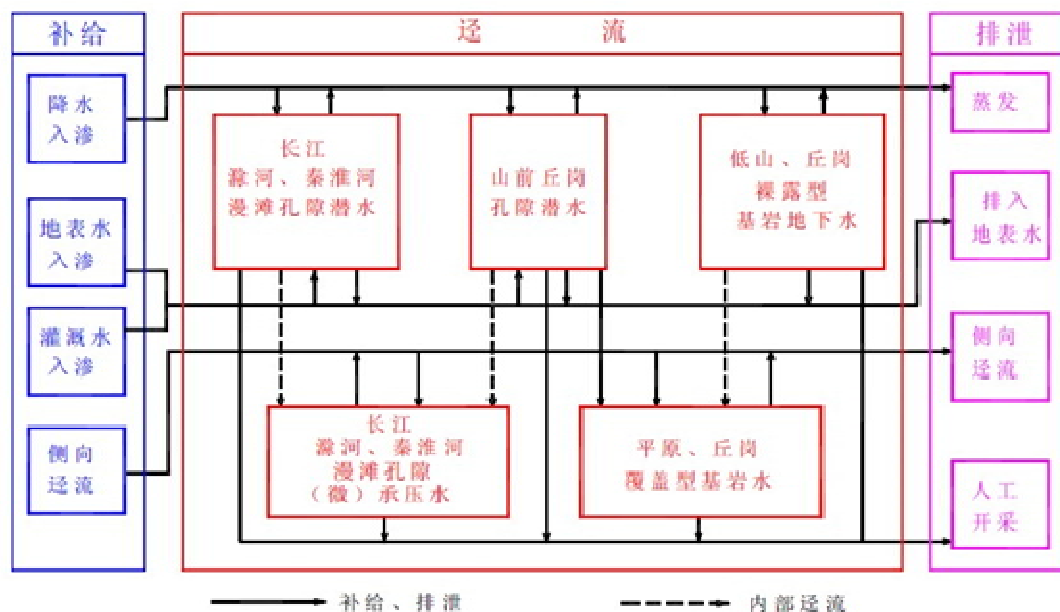 补给
迳 流
排泄
降水
入渗
地表水
入渗
灌溉水
入渗
侧向
迳流
长江
滁河、秦淮河
漫滩孔隙潜水
山前丘岗
孔隙潜水
低山、丘岗
裸露型
基岩地下水
长江
滁河、秦淮河
漫滩孔隙
（微）承压水
平原、丘岗
覆盖型基岩水
蒸发
排入
地表水
侧向
迳流
人工
开采
补给、排泄
内部迳流